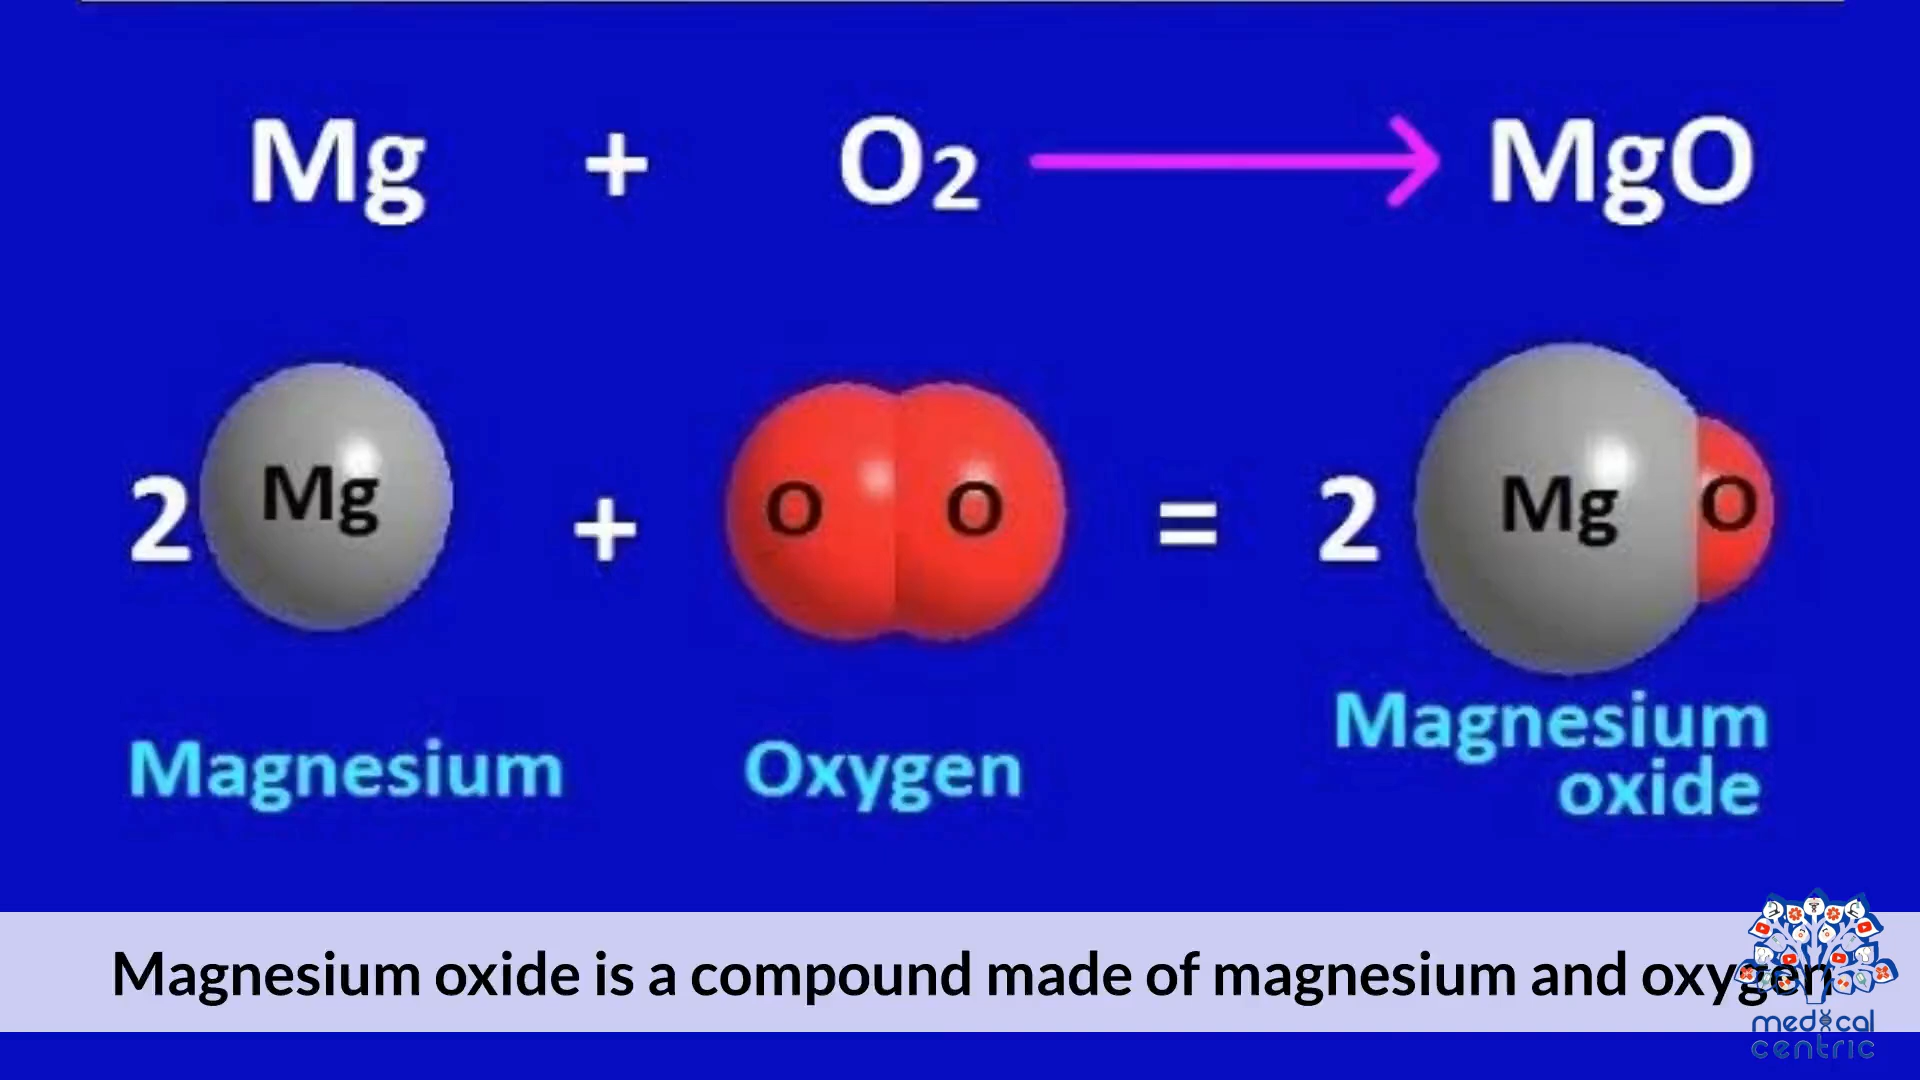 Mg + O2 → MgO
2 Mg + O O = 2 Mg O
Magnesium Oxygen Magnesium oxide
Magnesium oxide is a compound made of magnesium and oxygen
medical
centric